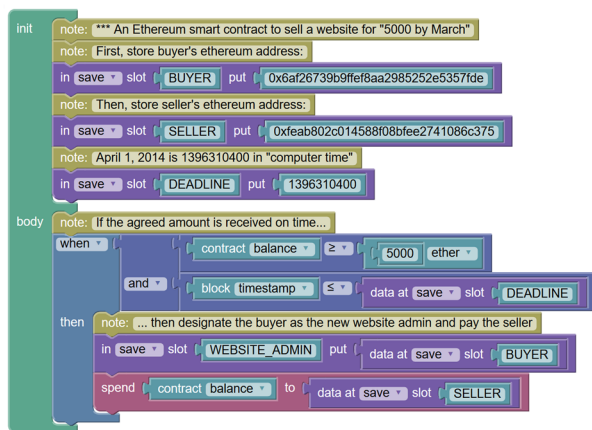 init
note: *** An Ethereum smart contract to sell a website for "5000 by March"
note: First, store buyer's ethereum address:
in save slot BUYER put 0x6af26739b9ffef8aa2985252e5357fde
note: Then, store seller's ethereum address:
in save slot SELLER put 0xfeab802c014588f08bfee2741086c375
note: April 1, 2014 is 1396310400 in "computer time"
in save slot DEADLINE put 1396310400
body
note: If the agreed amount is received on time...
when
contract balance ≥ 5000 ether
and
block timestamp ≤ data at save slot DEADLINE
then
note: ... then designate the buyer as the new website admin and pay the seller
in save slot WEBSITE_ADMIN put data at save slot BUYER
spend contract balance to data at save slot SELLER